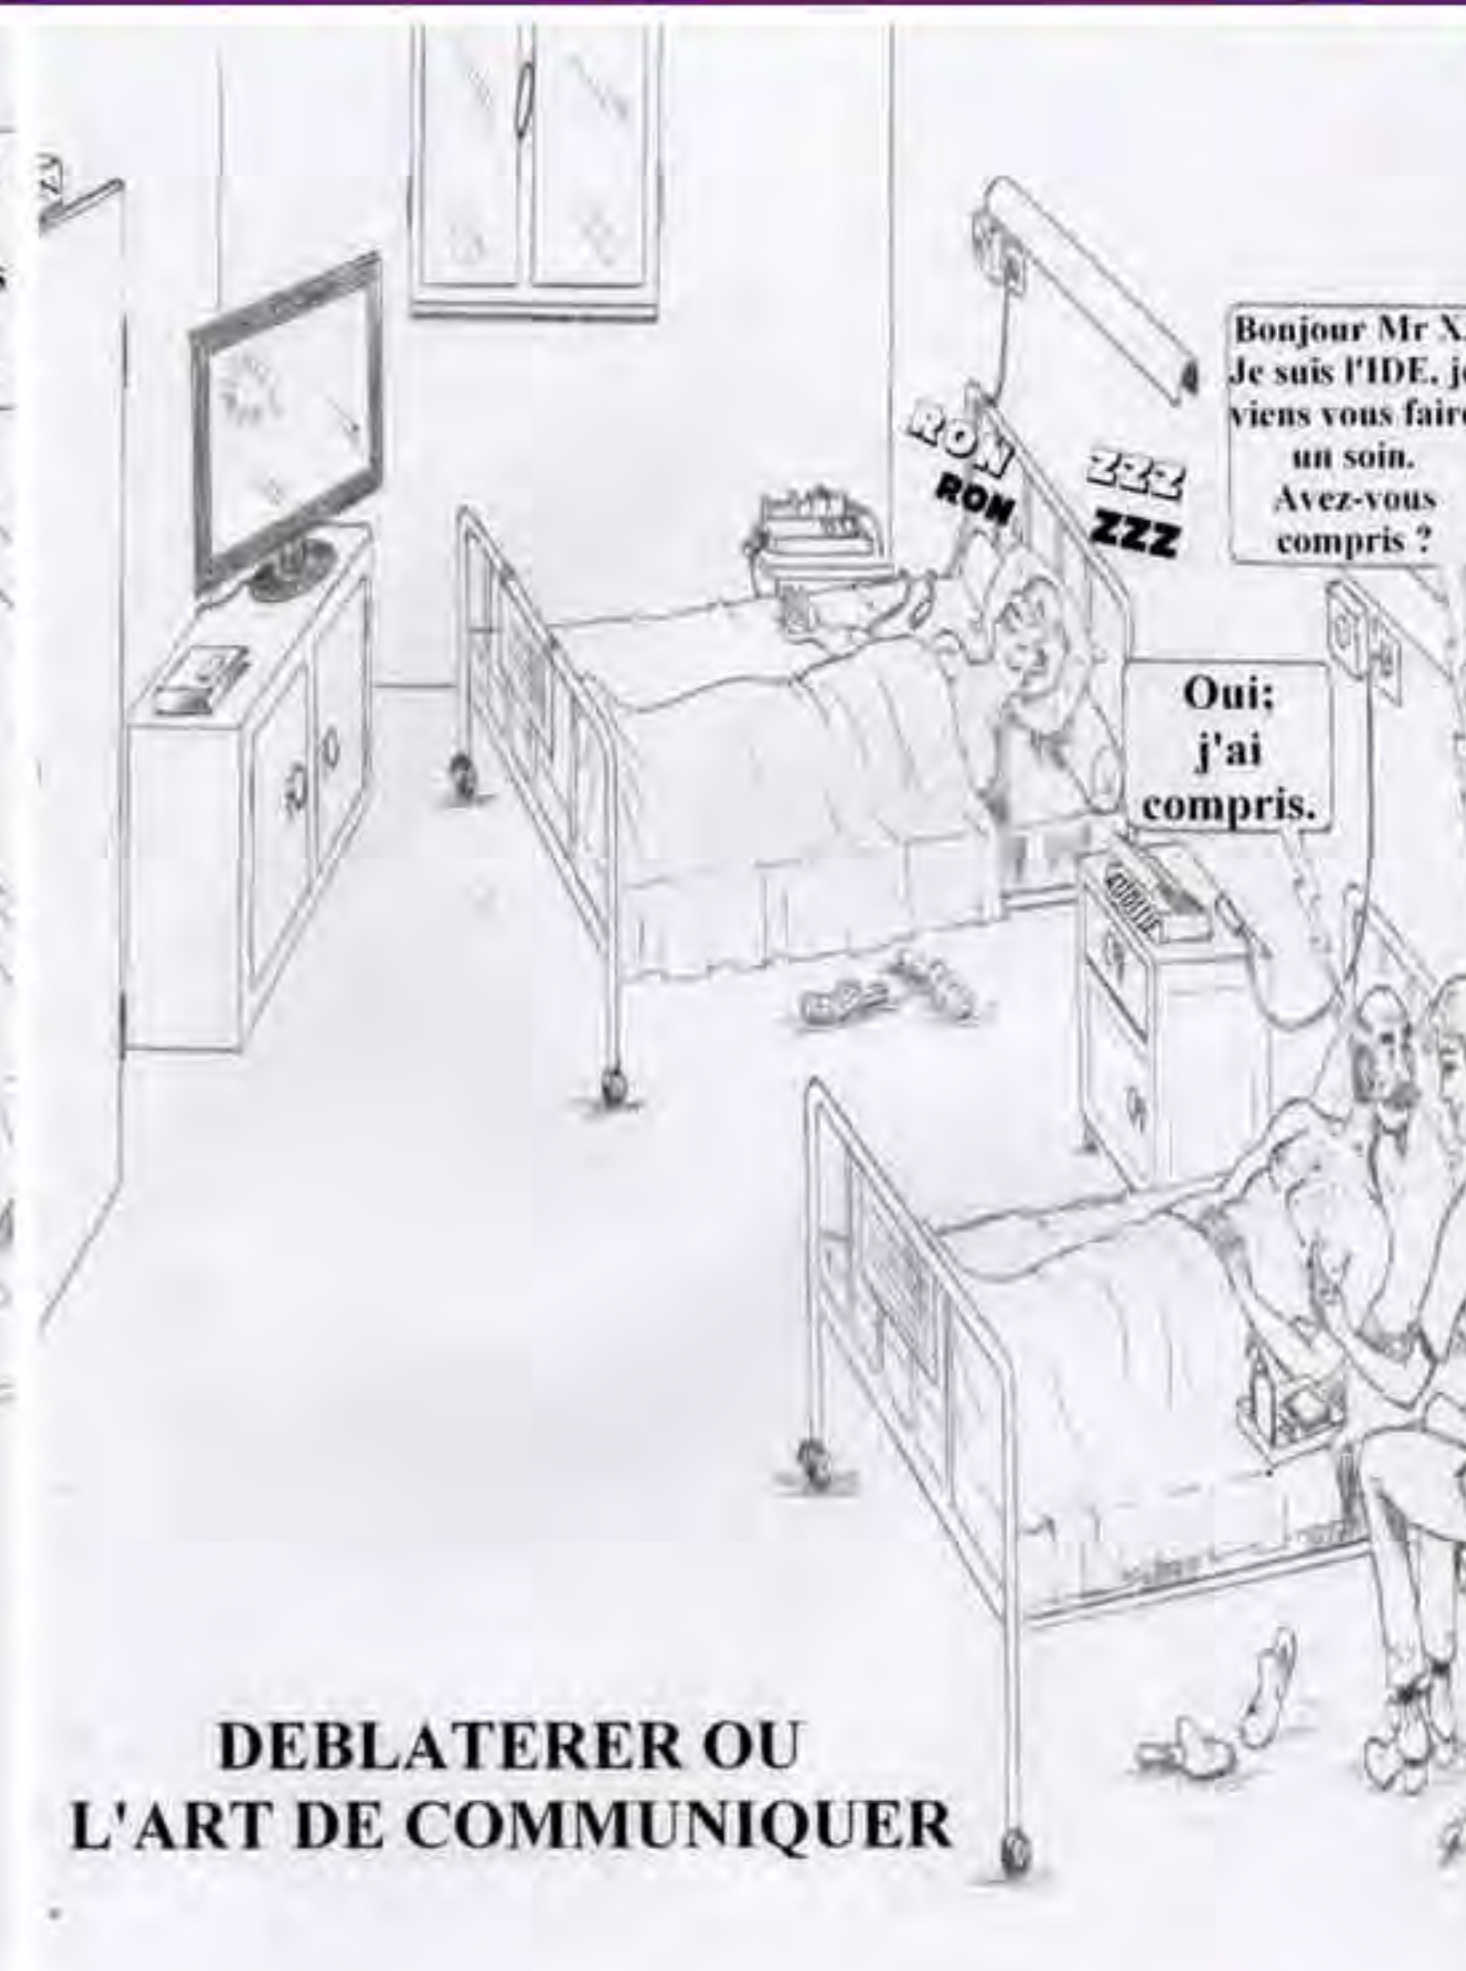 Bonjour Mr X.
Je suis l'IDE, je
viens vous faire
un soin.
Avez-vous
compris ?
RON
RON
ZZZ
ZZZ
Oui;
j'ai
compris.
DEBLATERER OU
L'ART DE COMMUNIQUER